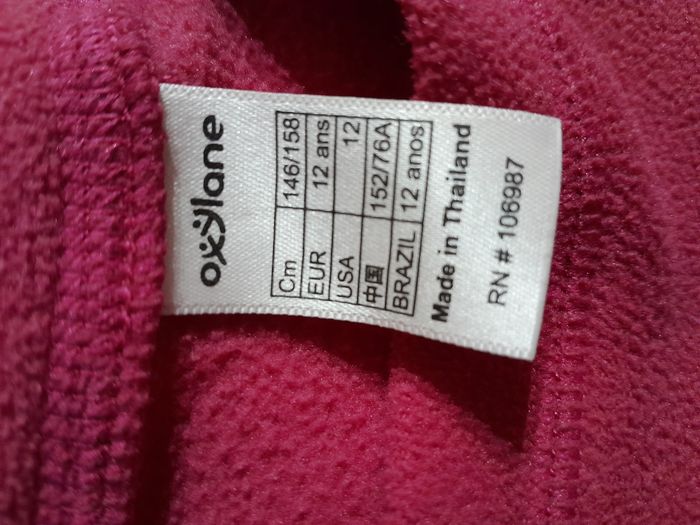 oxylane
Cm 146/158
EUR 12 ans
USA 12
中国 152/76A
BRAZIL 12 anos
Made in Thailand
RN # 106987